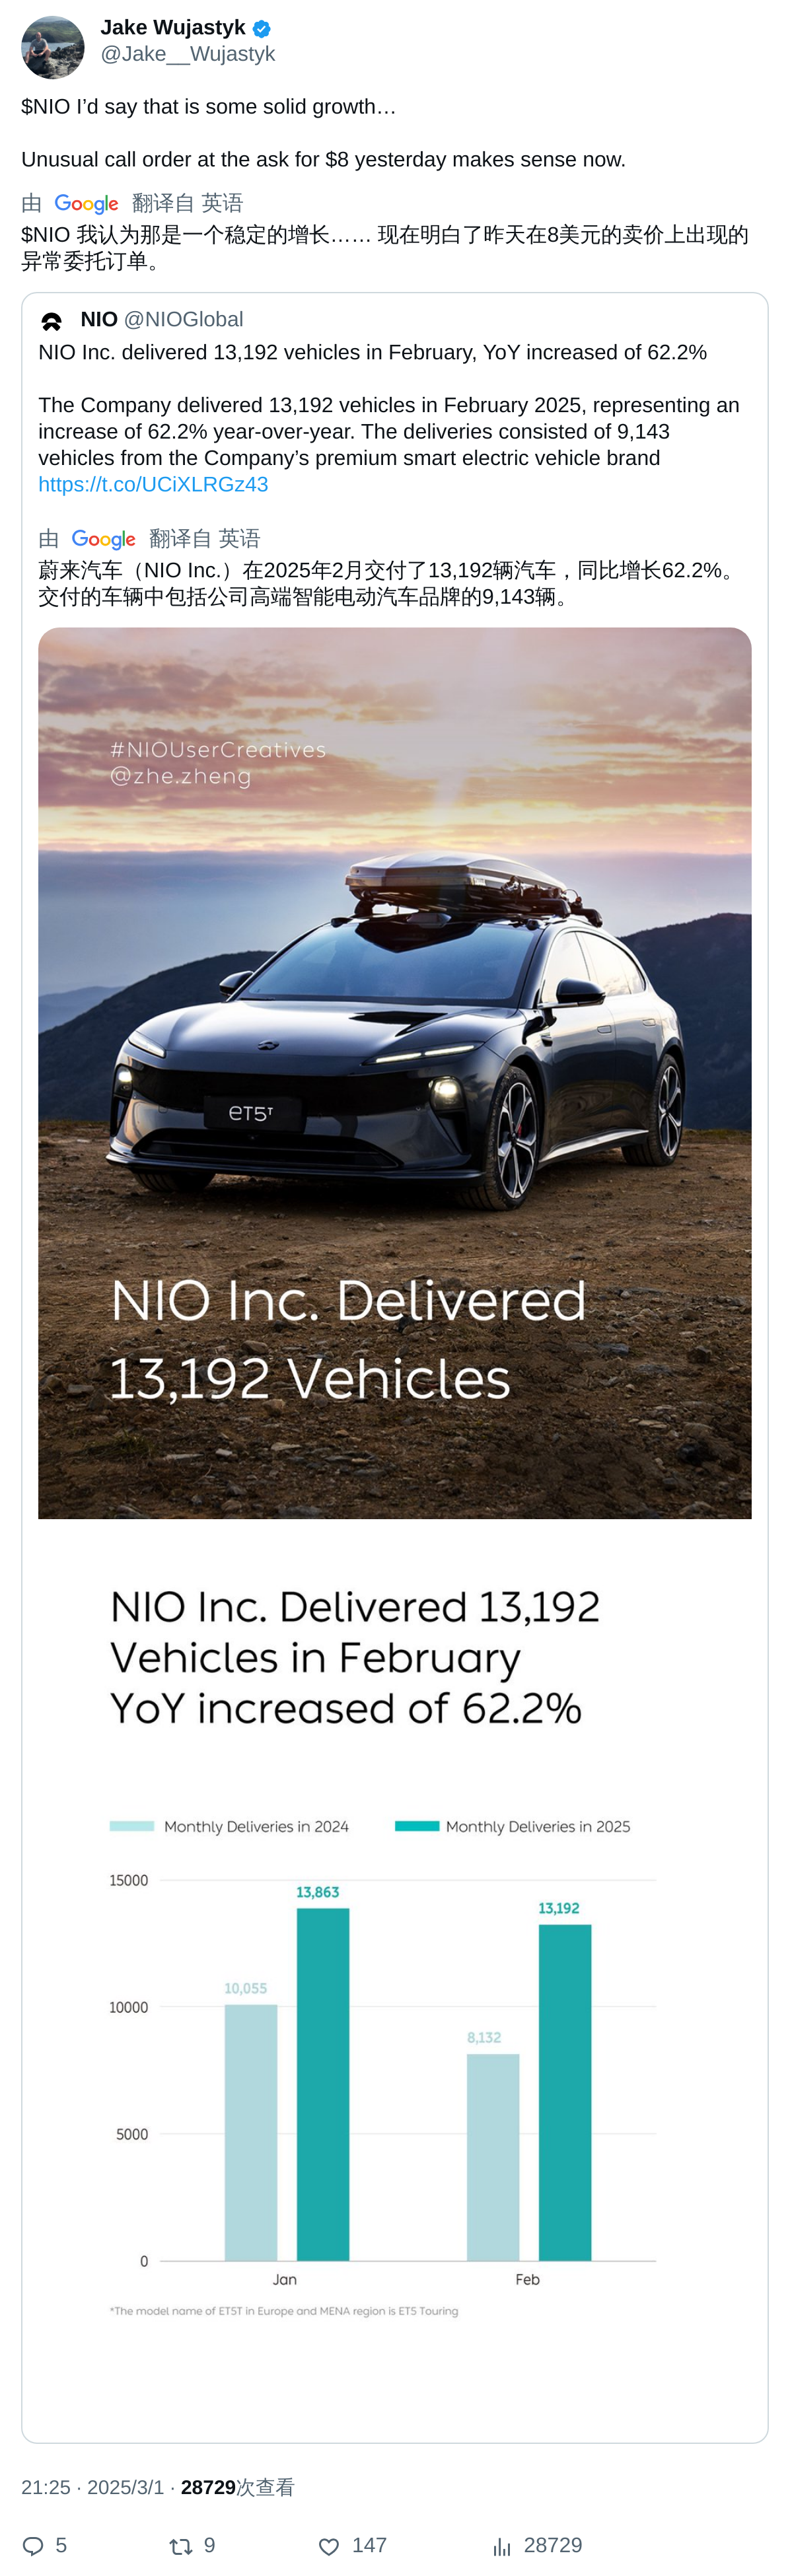 Jake Wujastyk
@Jake__Wujastyk
$NIO I’d say that is some solid growth…
Unusual call order at the ask for $8 yesterday makes sense now.
由 Google 翻译自 英语
$NIO 我认为那是一个稳定的增长…… 现在明白了昨天在8美元的卖价上出现的
异常委托订单。
NIO @NIOGlobal
NIO Inc. delivered 13,192 vehicles in February, YoY increased of 62.2%
The Company delivered 13,192 vehicles in February 2025, representing an
increase of 62.2% year-over-year. The deliveries consisted of 9,143
vehicles from the Company’s premium smart electric vehicle brand
https://t.co/UCiXLRGz43
由 Google 翻译自 英语
蔚来汽车（NIO Inc.）在2025年2月交付了13,192辆汽车，同比增长62.2%。
交付的车辆中包括公司高端智能电动汽车品牌的9,143辆。
#NIOUserCreatives
@zhe.zheng
eT5T
NIO Inc. Delivered
13,192 Vehicles
NIO Inc. Delivered 13,192
Vehicles in February
YoY increased of 62.2%
Monthly Deliveries in 2024 Monthly Deliveries in 2025
15000
13,863
13,192
10,055
10000
8,132
5000
0
Jan Feb
*The model name of ET5T in Europe and MENA region is ET5 Touring
21:25 · 2025/3/1 · 28729次查看
5 9 147 28729